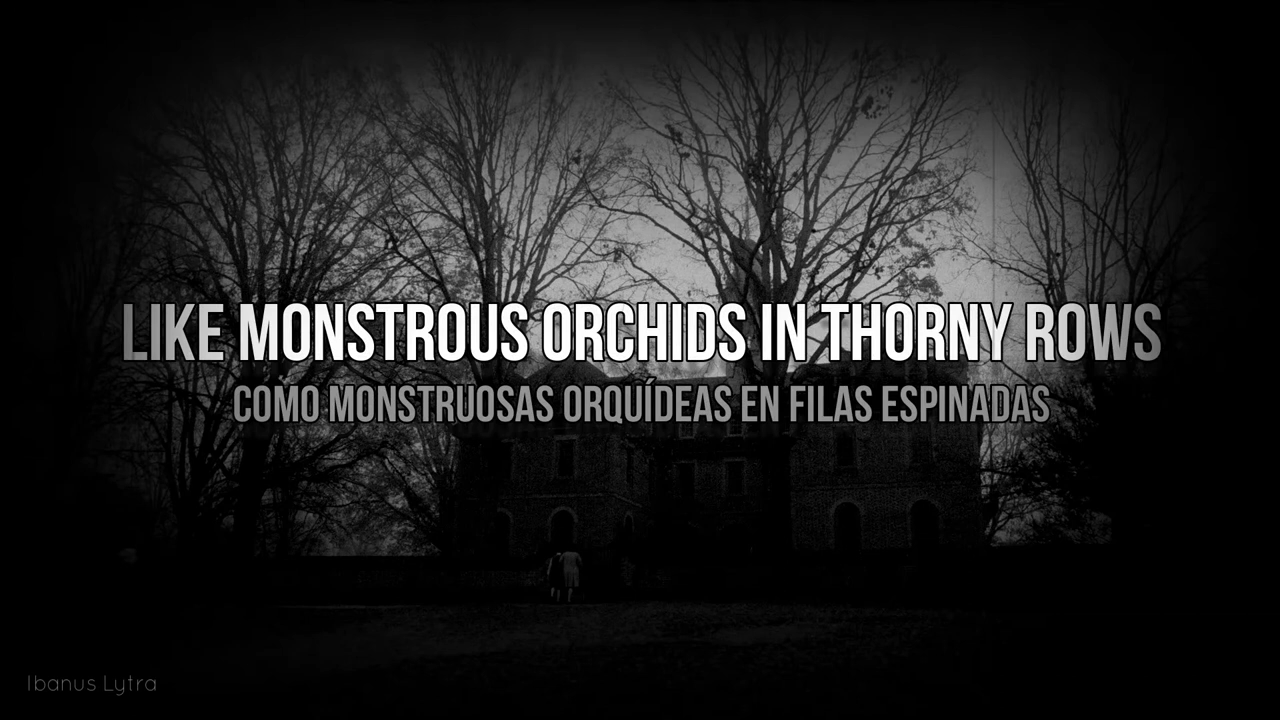 LIKE MONSTROUS ORCHIDS IN THORNY ROWS
COMO MONSTRUOSAS ORQUÍDEAS EN FILAS ESPINADAS
Ibanus Lytra